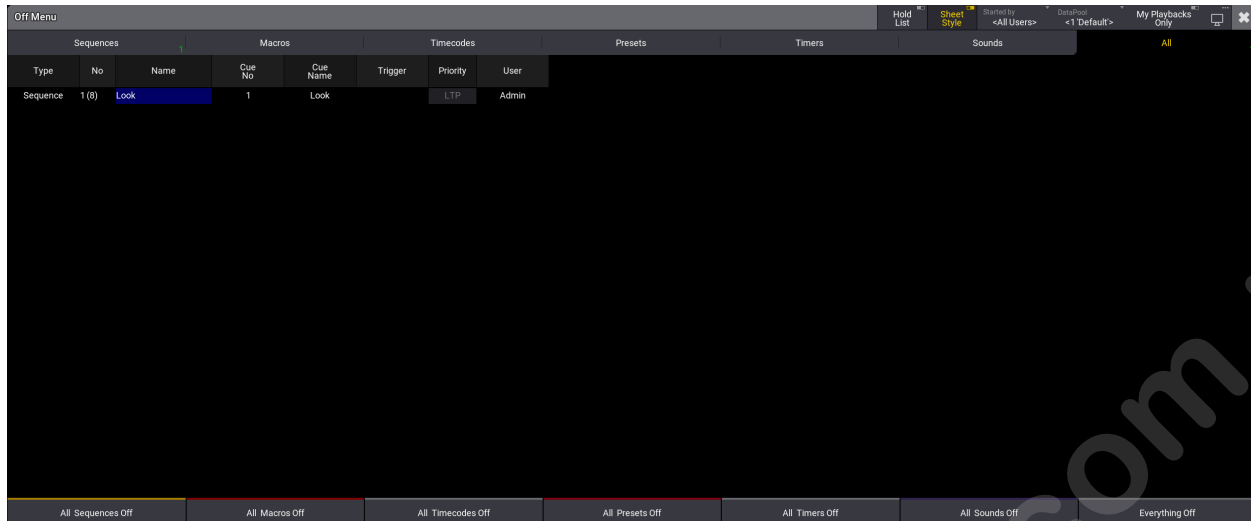 Off Menu
Hold List
Sheet Style
Started by
<All Users>
DataPool
<1 'Default'>
My Playbacks Only
Sequences 1
Macros
Timecodes
Presets
Timers
Sounds
All
Type No Name Cue No Cue Name Trigger Priority User
Sequence 1 (8) Look 1 Look LTP Admin
com
All Sequences Off
All Macros Off
All Timecodes Off
All Presets Off
All Timers Off
All Sounds Off
Everything Off